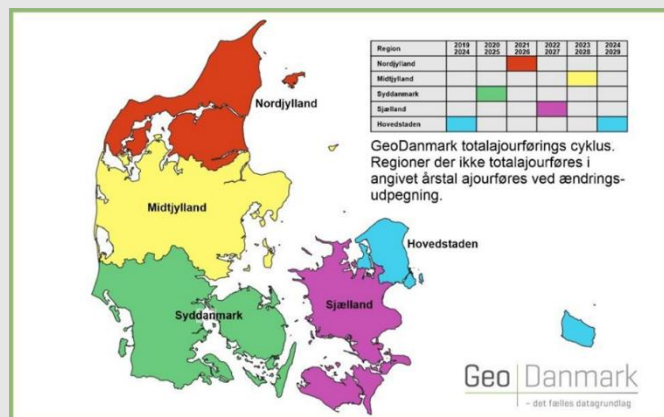 Region 2019 2020 2021 2022 2023 2024
2024 2025 2026 2027 2028 2029
Nordjylland
Midtjylland
Syddanmark
Sjælland
Hovedstaden
GeoDanmark totalajourførings cyklus.
Regioner der ikke totalajourføres i
angivet årstal ajourføres ved ændrings-
udpegning.
Nordjylland
Midtjylland
Hovedstaden
Syddanmark
Sjælland
Geo Danmark
- det fælles datagrundlag